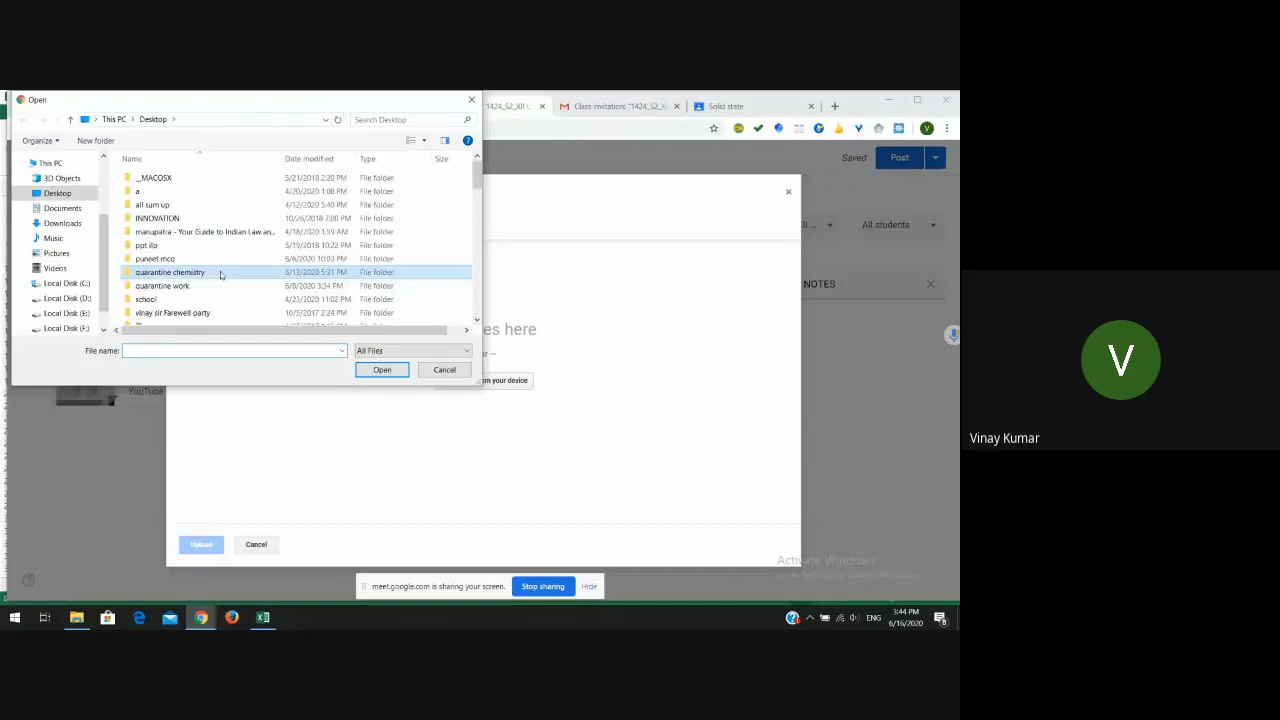 Open
1424_S2_XII C
Class invitation: "1424_S2_XI
Solid state
This PC > Desktop >
Search Desktop
Organize
New folder
Saved
Post
Name
Date modified
Type
Size
This PC
3D Objects
Desktop
Documents
Downloads
Music
Pictures
Videos
Local Disk (C:)
Local Disk (D:)
Local Disk (E:)
Local Disk (F:)
__MACOSX 5/21/2018 2:20 PM File folder
a 4/20/2020 1:08 PM File folder
all sum up 4/12/2020 5:40 PM File folder
INNOVATION 10/26/2018 7:00 PM File folder
manupatra - Your Guide to Indian Law an... 4/18/2020 1:59 AM File folder
ppt ilp 5/19/2018 10:22 PM File folder
puneet mcq 6/6/2020 10:03 PM File folder
quarantine chemistry 6/13/2020 5:31 PM File folder
quarantine work 6/8/2020 3:34 PM File folder
school 4/23/2020 11:02 PM File folder
vinay sir Farewell party 10/5/2017 2:24 PM File folder
File name:
All Files
Open
Cancel
All students
NOTES
es here
om your device
YouTube
Upload
Cancel
Activate Windows
meet.google.com is sharing your screen.
Stop sharing
Hide
ENG
3:44 PM
6/16/2020
V
V
Vinay Kumar